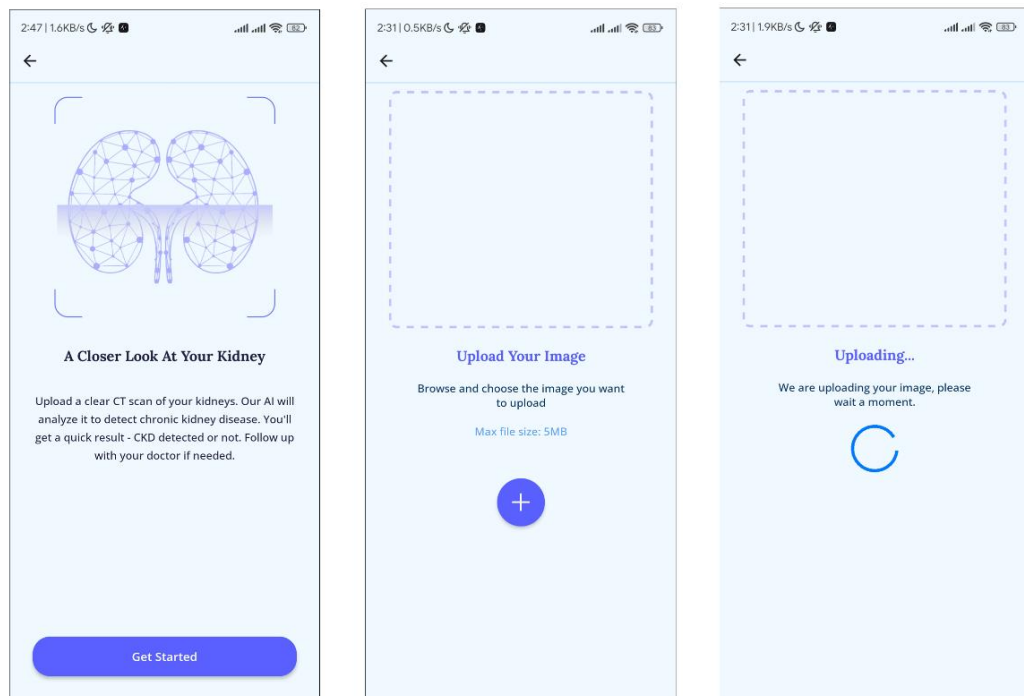 2:47 | 1.6KB/s
82
A Closer Look At Your Kidney
Upload a clear CT scan of your kidneys. Our AI will
analyze it to detect chronic kidney disease. You'll
get a quick result - CKD detected or not. Follow up
with your doctor if needed.
Get Started
2:31 | 0.5KB/s
83
Upload Your Image
Browse and choose the image you want
to upload
Max file size: 5MB
2:31 | 1.9KB/s
83
Uploading...
We are uploading your image, please
wait a moment.